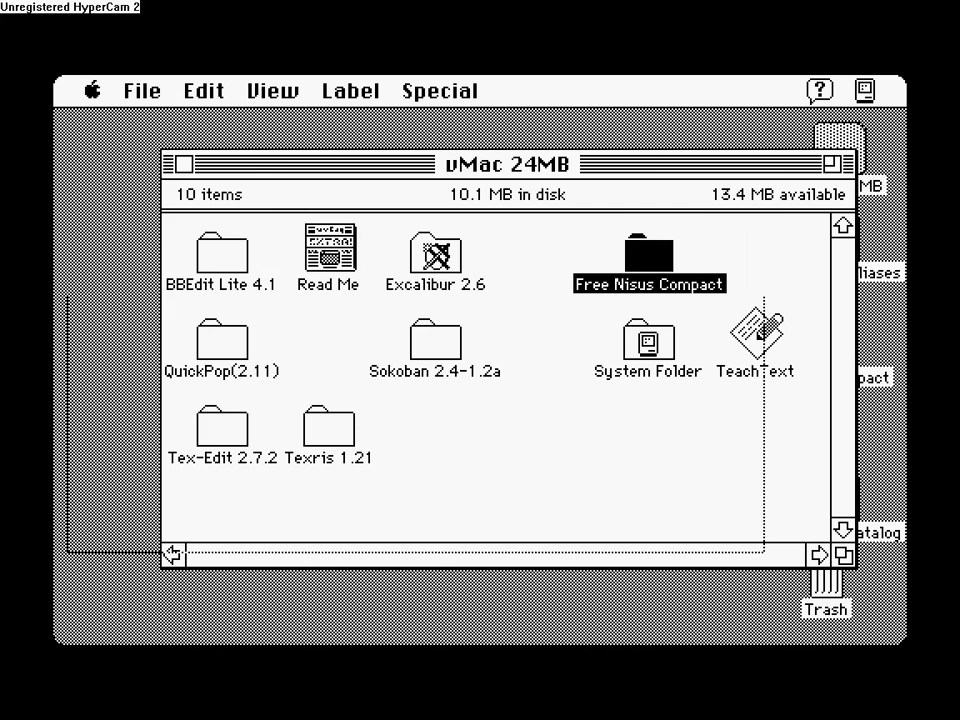 Unregistered HyperCam 2
File Edit View Label Special
vMac 24MB
10 items 10.1 MB in disk 13.4 MB available
MB
BBEdit Lite 4.1 Read Me Excalibur 2.6 Free Nisus Compact
liases
QuickPop(2.11) Sokoban 2.4-1.2a System Folder TeachText
pact
Tex-Edit 2.7.2 Texris 1.21
atalog
Trash